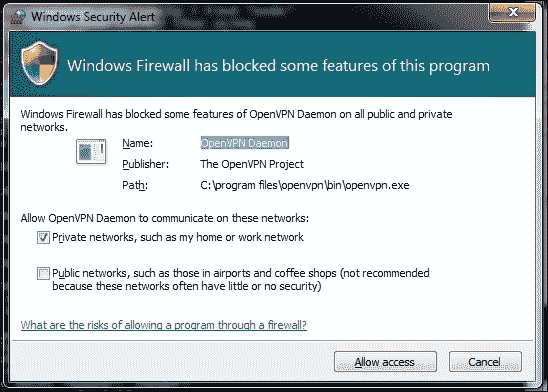 Windows Security Alert
Windows Firewall has blocked some features of this program
Windows Firewall has blocked some features of OpenVPN Daemon on all public and private
networks.
Name: OpenVPN Daemon
Publisher: The OpenVPN Project
Path: C:\program files\openvpn\bin\openvpn.exe
Allow OpenVPN Daemon to communicate on these networks:
Private networks, such as my home or work network
Public networks, such as those in airports and coffee shops (not recommended
because these networks often have little or no security)
What are the risks of allowing a program through a firewall?
Allow access Cancel